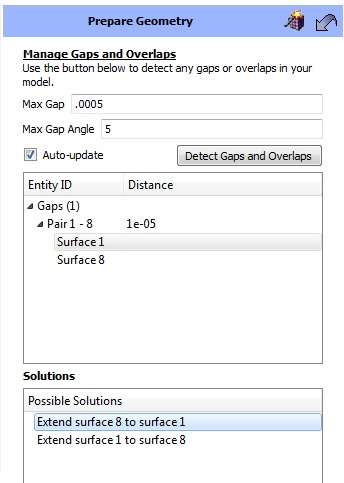 Prepare Geometry
Manage Gaps and Overlaps
Use the button below to detect any gaps or overlaps in your
model.
Max Gap .0005
Max Gap Angle 5
Auto-update Detect Gaps and Overlaps
Entity ID Distance
Gaps (1)
Pair 1 - 8 1e-05
Surface 1
Surface 8
Solutions
Possible Solutions
Extend surface 8 to surface 1
Extend surface 1 to surface 8